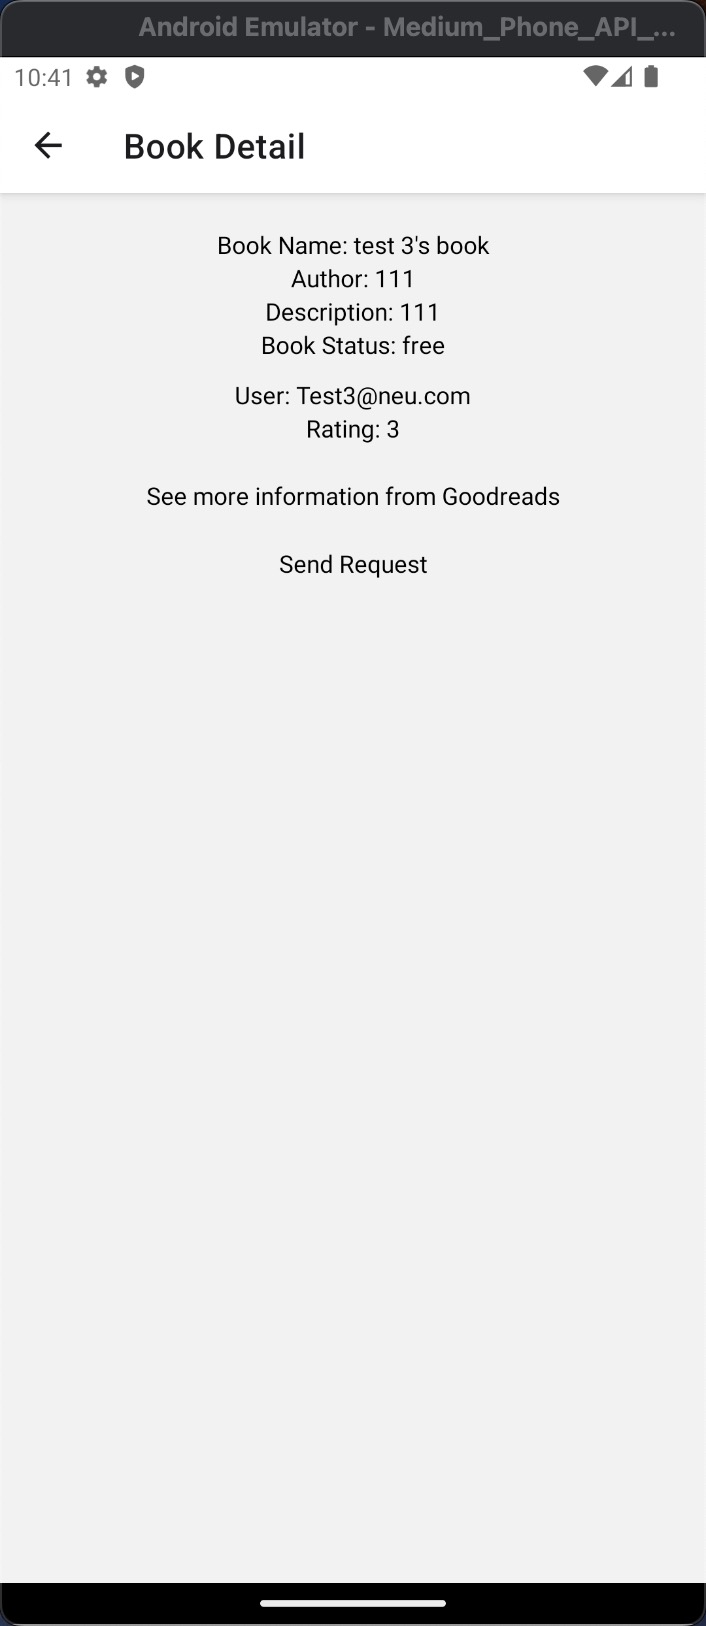 Android Emulator - Medium_Phone_API_...
10:41
Book Detail
Book Name: test 3's book
Author: 111
Description: 111
Book Status: free
User: Test3@neu.com
Rating: 3
See more information from Goodreads
Send Request